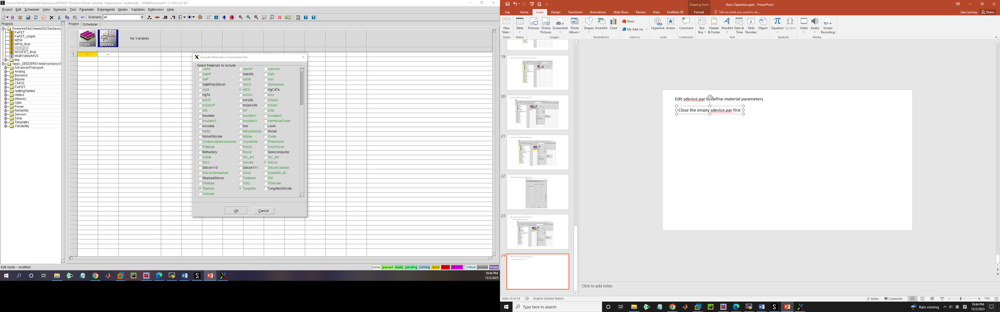 /home/ee5442/imem002/Sentaurus/MOSFET (Runtime Mode: Editable, Organization: Traditional) - SWB@Feynman01 vT-2022.03-SP1
Project Edit Scheduler View Scenario Tool Parameter Experiments Nodes Variables Extensions Help
Scenario: all
Projects
/home/ee5442/imem002/Sentaurus
FeFET
FeFET_simple
MFM
MFM_final
MOSFET_final
MultiValleyMOS
tmp
/apps_SEEDER01/eda/synopsys/s
AdvancedTransport
Analog
Backend
Bipolar
CMOS
FinFET
GettingStarted
Hetero
Memory
Opto
Power
Reliability
Sensors
Solar
Templates
Variability
Project Scheduler
SDE SDEVICE No Variables
1 -- --
Include Materials in Parameter File
Select Materials to Include
GaAs GaAsP GaAsSb
GaInP GaInSb GaN
GaP GaSb Gas
GatePolySilicon GeO2 Germanium
Gold HfO2 HgCdTe
HgTe InAlAs InAs
InAsP InAsSb InGaAs
InGaAsP InGaAsSb InGaN
InN InP InSb
Insulator Insulator1 Insulator2
Insulator3 InsulatorX InterfacialOxide
Invisible Iron LowK
Metal Molybdenum Nickel
NickelSilicide Nitride Oxide
OxideAsSemiconductor Oxynitride Photoresist
Platinum PolySi PolySilicon
Refractory Resist Semiconductor
Si3N4 SiC_4H SiC_6H
SiO2 Silicide Silicon
Silicon110 Silicon111 SiliconCarbide
SiliconGermanium Silver Solder60_40
StrainedSilicon Tantalum TiN
TiNitride TiSi2 TiSilicide
Titanium Tungsten TungstenSilicide
Vacuum
OK Cancel
Edit mode - modified
none queued ready pending running done failed aborted virtual pruned folded
10:44 PM
13/2/2023
Drawing Tools
Basic Opeartion.pptx - PowerPoint
File Home Insert Design Transitions Animations Slide Show Review View EndNote X9 Format Tell me what you want to do...
Jiao Leming Share
New Slide
Table
Pictures
Online Pictures
Screenshot
Photo Album
Shapes
SmartArt
Chart
Store
My Add-ins
Hyperlink
Action
Comment
Text Box
Header & Footer
WordArt
Date & Time
Slide Number
Object
Equation
Symbol
Video
Audio
Screen Recording
Slides Tables Images Illustrations Add-ins Links Comments Text Symbols Media
19
20
21
22
23
24
Edit sdevice.par to define material parameters
Close the empty sdevice.par first
Click to add notes
Slide 24 of 24 English (United States)
Notes Comments 75%
Type here to search
Rain coming
英 拼
10:44 PM
13/2/2023